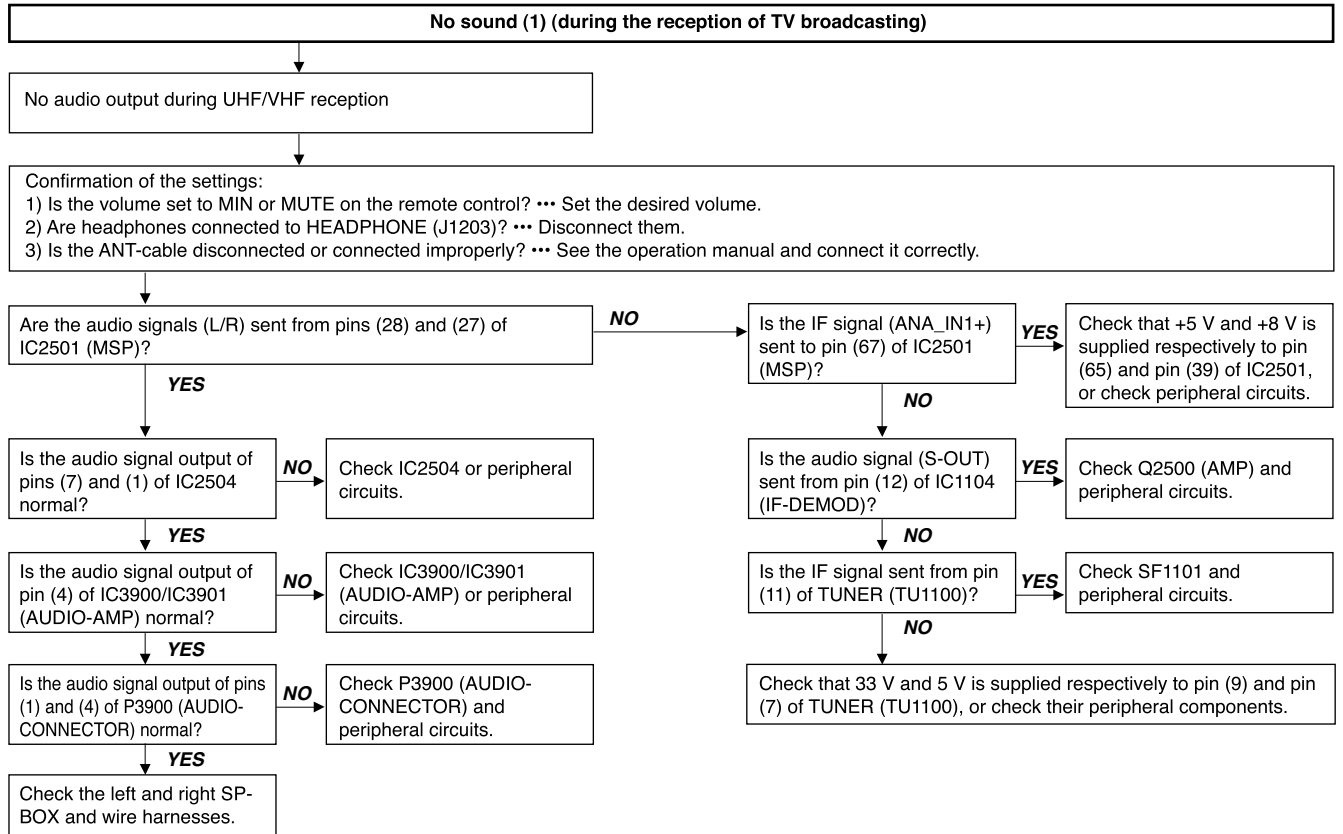 No sound (1) (during the reception of TV broadcasting)
No audio output during UHF/VHF reception
Confirmation of the settings:
1) Is the volume set to MIN or MUTE on the remote control? ••• Set the desired volume.
2) Are headphones connected to HEADPHONE (J1203)? ••• Disconnect them.
3) Is the ANT-cable disconnected or connected improperly? ••• See the operation manual and connect it correctly.
Are the audio signals (L/R) sent from pins (28) and (27) of
IC2501 (MSP)?
NO
YES
Is the IF signal (ANA_IN1+)
sent to pin (67) of IC2501
(MSP)?
YES
NO
Check that +5 V and +8 V is
supplied respectively to pin
(65) and pin (39) of IC2501,
or check peripheral circuits.
Is the audio signal output of
pins (7) and (1) of IC2504
normal?
NO
YES
Check IC2504 or peripheral
circuits.
Is the audio signal (S-OUT)
sent from pin (12) of IC1104
(IF-DEMOD)?
YES
NO
Check Q2500 (AMP) and
peripheral circuits.
Is the audio signal output of
pin (4) of IC3900/IC3901
(AUDIO-AMP) normal?
NO
YES
Check IC3900/IC3901
(AUDIO-AMP) or peripheral
circuits.
Is the IF signal sent from pin
(11) of TUNER (TU1100)?
YES
NO
Check SF1101 and
peripheral circuits.
Is the audio signal output of pins
(1) and (4) of P3900 (AUDIO-
CONNECTOR) normal?
NO
YES
Check P3900 (AUDIO-
CONNECTOR) and
peripheral circuits.
Check that 33 V and 5 V is supplied respectively to pin (9) and pin
(7) of TUNER (TU1100), or check their peripheral components.
Check the left and right SP-
BOX and wire harnesses.